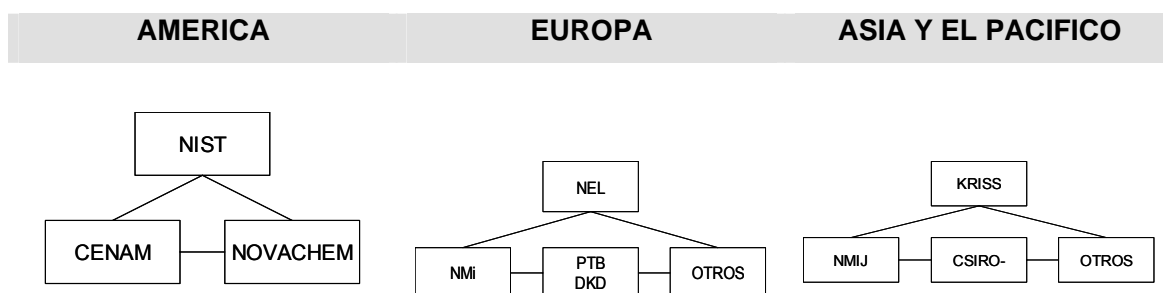 AMERICA
EUROPA
ASIA Y EL PACIFICO
NIST
CENAM
NOVACHEM
NEL
NMi
PTB
DKD
OTROS
KRISS
NMIJ
CSIRO-
OTROS